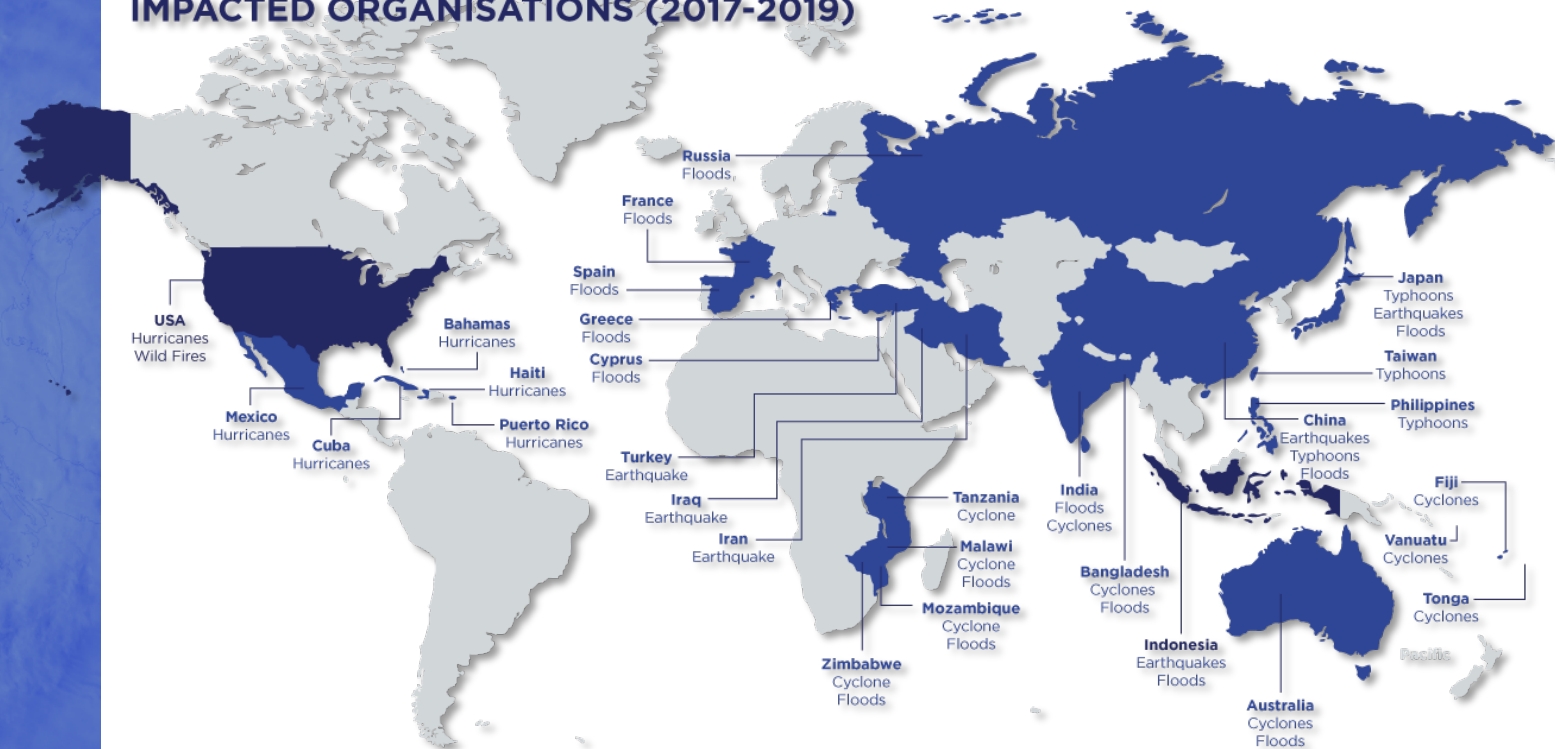 IMPACTED ORGANISATIONS (2017-2019)
Russia
Floods,
France
Floods
Spain
Floods
Greece
Floods
Cyprus
Floods
USA
Hurricanes
Wild Fires
Bahamas
Hurricanes
Haiti
Hurricanes
Mexico
Hurricanes
Cuba
Hurricanes
Puerto Rico
Hurricanes
Turkey
Earthquake
Iraq
Earthquake
Iran
Earthquake
Tanzania
Cyclone
Malawi
Cyclone
Floods
Mozambique
Cyclone
Floods
Zimbabwe
Cyclone
Floods
India
Floods
Cyclones
Bangladesh
Cyclones
Floods
Japan
Typhoons
Earthquakes
Floods
Taiwan
Typhoons
Philippines
Typhoons
China
Earthquakes
Typhoons
Floods
Fiji
Cyclones
Vanuatu
Cyclones
Tonga
Cyclones
Indonesia
Earthquakes
Floods
Pacific
Australia
Cyclones
Floods